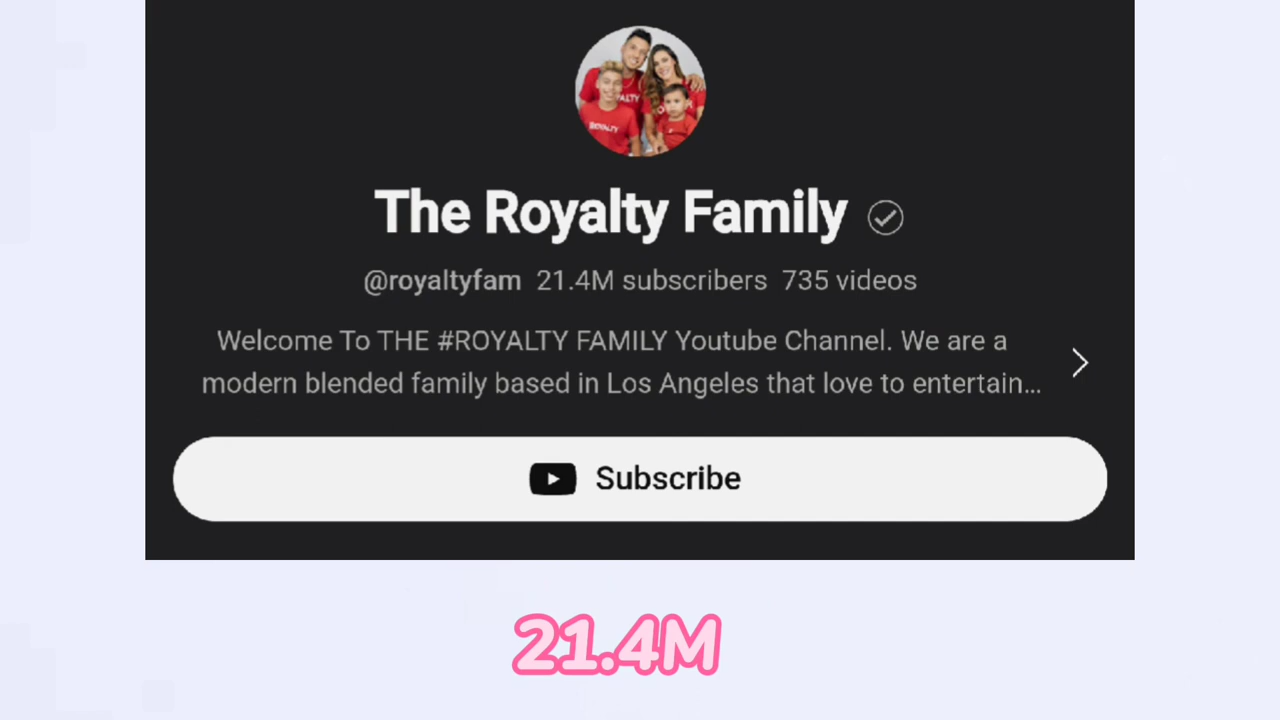 The Royalty Family
@royaltyfam 21.4M subscribers 735 videos
Welcome To THE #ROYALTY FAMILY Youtube Channel. We are a
modern blended family based in Los Angeles that love to entertain...
Subscribe
21.4M